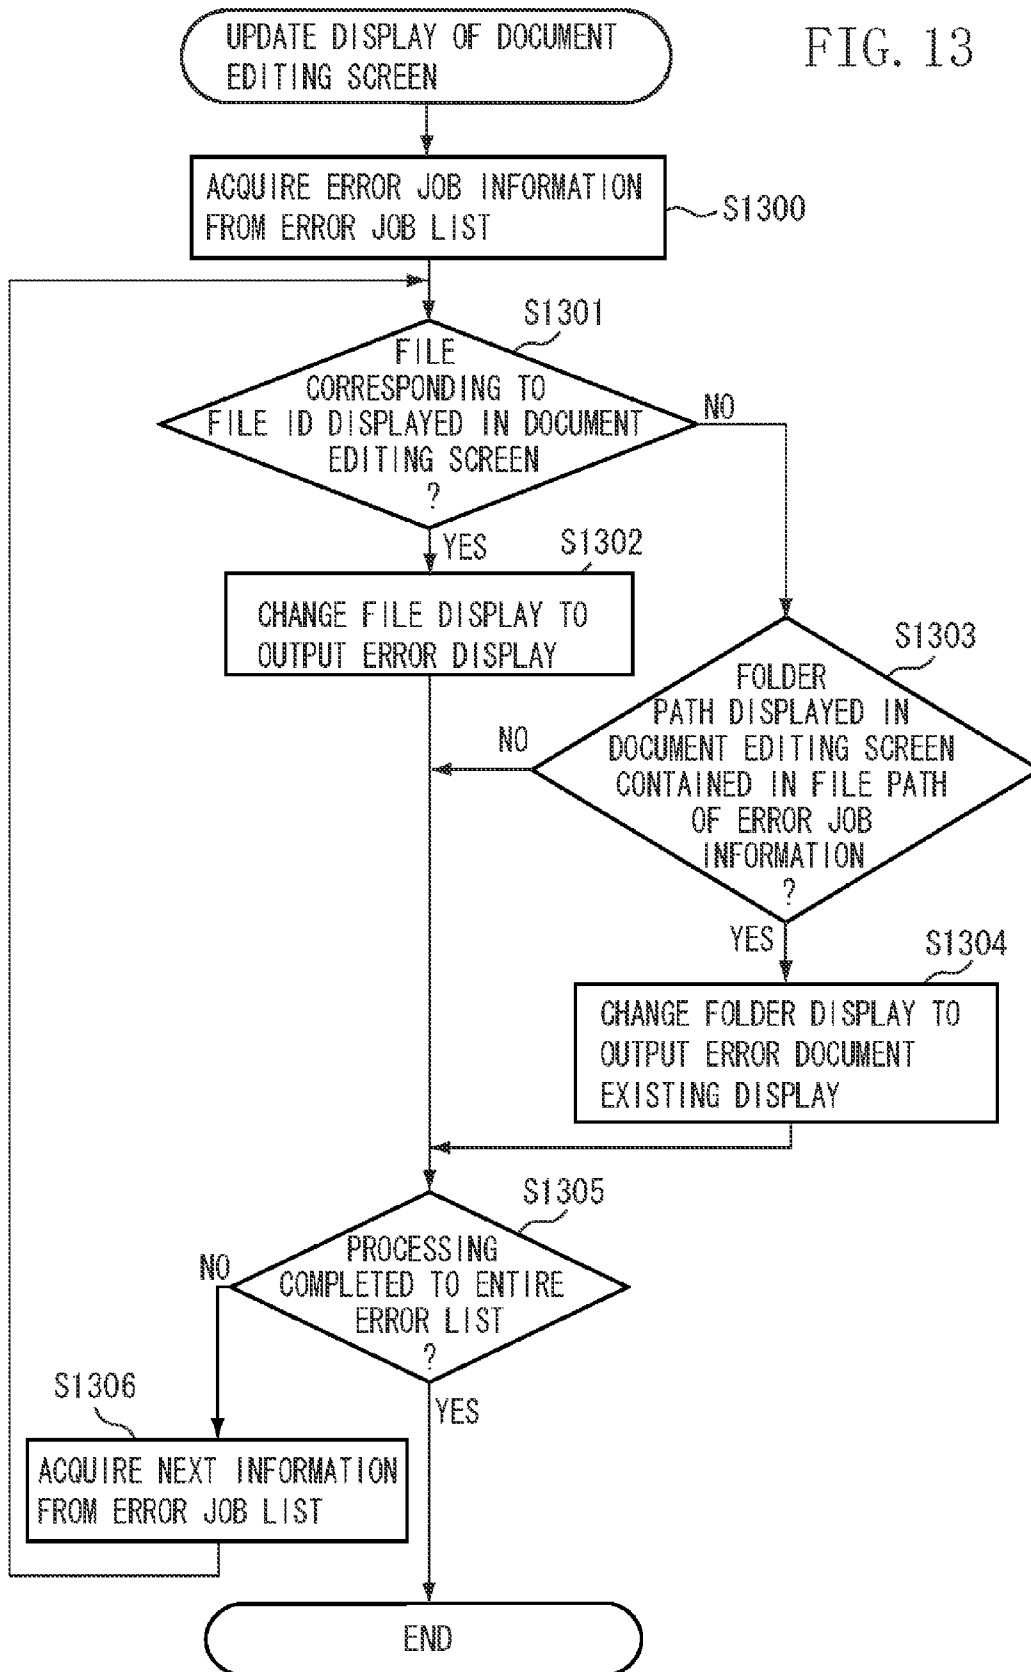 FIG. 13
UPDATE DISPLAY OF DOCUMENT
EDITING SCREEN
ACQUIRE ERROR JOB INFORMATION
FROM ERROR JOB LIST
S1300
S1301
FILE
CORRESPONDING TO
FILE ID DISPLAYED IN DOCUMENT
EDITING SCREEN
?
NO
YES
S1302
CHANGE FILE DISPLAY TO
OUTPUT ERROR DISPLAY
S1303
FOLDER
PATH DISPLAYED IN
DOCUMENT EDITING SCREEN
CONTAINED IN FILE PATH
OF ERROR JOB
INFORMATION
?
NO
YES
S1304
CHANGE FOLDER DISPLAY TO
OUTPUT ERROR DOCUMENT
EXISTING DISPLAY
S1305
PROCESSING
COMPLETED TO ENTIRE
ERROR LIST
?
NO
YES
S1306
ACQUIRE NEXT INFORMATION
FROM ERROR JOB LIST
END